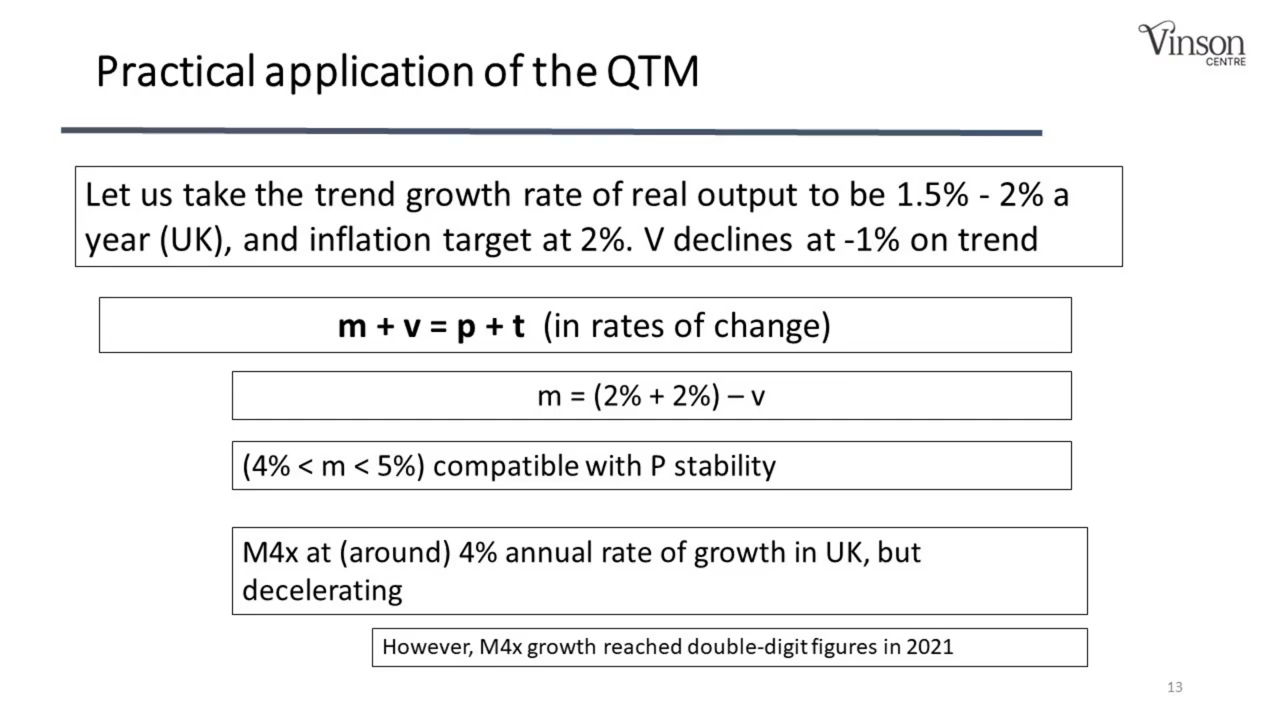 Vinson
CENTRE
Practical application of the QTM
Let us take the trend growth rate of real output to be 1.5% - 2% a
year (UK), and inflation target at 2%. V declines at -1% on trend
m + v = p + t (in rates of change)
m = (2% + 2%) – v
(4% < m < 5%) compatible with P stability
M4x at (around) 4% annual rate of growth in UK, but
decelerating
However, M4x growth reached double-digit figures in 2021
13